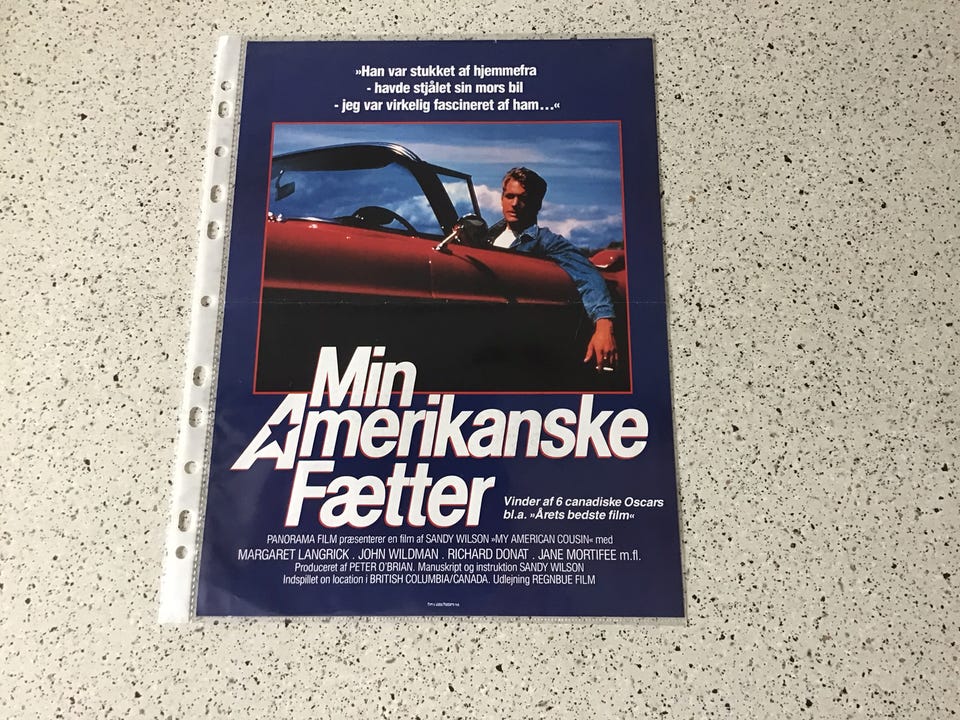 »Han var stukket af hjemmefra
- havde stjålet sin mors bil
- jeg var virkelig fascineret af ham...«
Min
Amerikanske
Fætter
Vinder af 6 canadiske Oscars
bl.a. »Årets bedste film«
PANORAMA FILM præsenterer en film af SANDY WILSON »MY AMERICAN COUSIN« med
MARGARET LANGRICK . JOHN WILDMAN . RICHARD DONAT . JANE MORTIFEE m.fl.
Produceret af PETER O'BRIAN. Manuskript og instruktion SANDY WILSON
Indspillet on location i BRITISH COLUMBIA/CANADA. Udlejning REGNBUE FILM